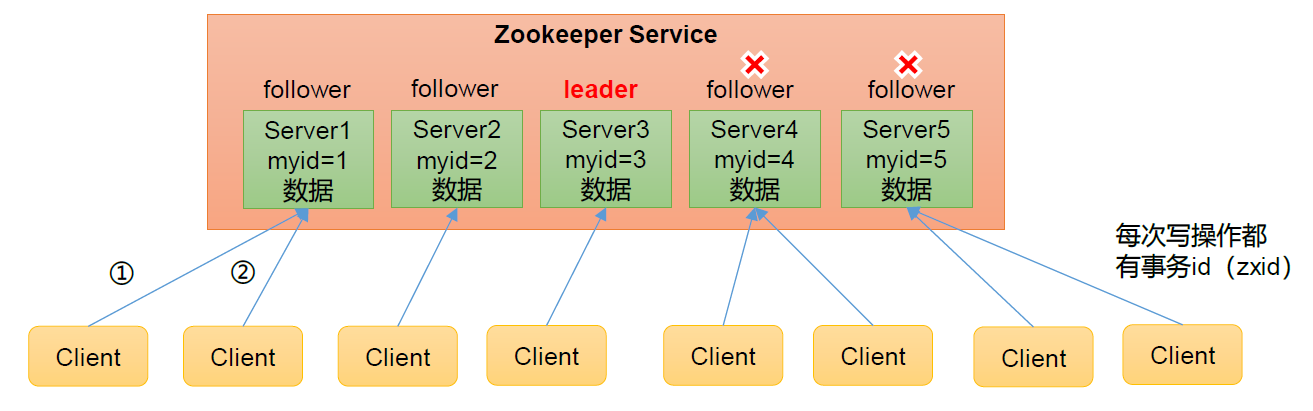 Zookeeper Service
follower
follower
leader
follower
follower
Server1
myid=1
数据
Server2
myid=2
数据
Server3
myid=3
数据
Server4
myid=4
数据
Server5
myid=5
数据
①
②
每次写操作都
有事务id（zxid）
Client
Client
Client
Client
Client
Client
Client
Client